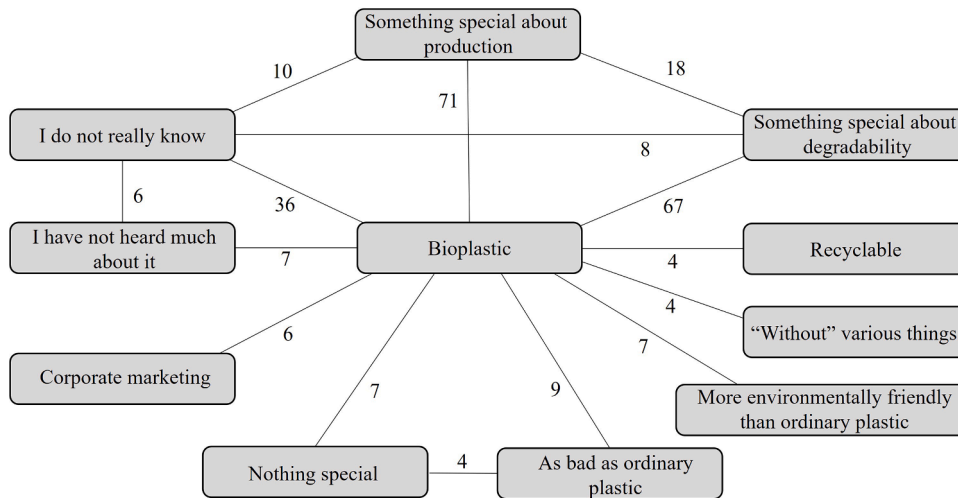 Something special about
production
10
18
71
I do not really know
Something special about
degradability
8
6
36
67
I have not heard much
about it
7
Bioplastic
4
Recyclable
4
“Without” various things
6
7
Corporate marketing
7
9
More environmentally friendly
than ordinary plastic
Nothing special
4
As bad as ordinary
plastic